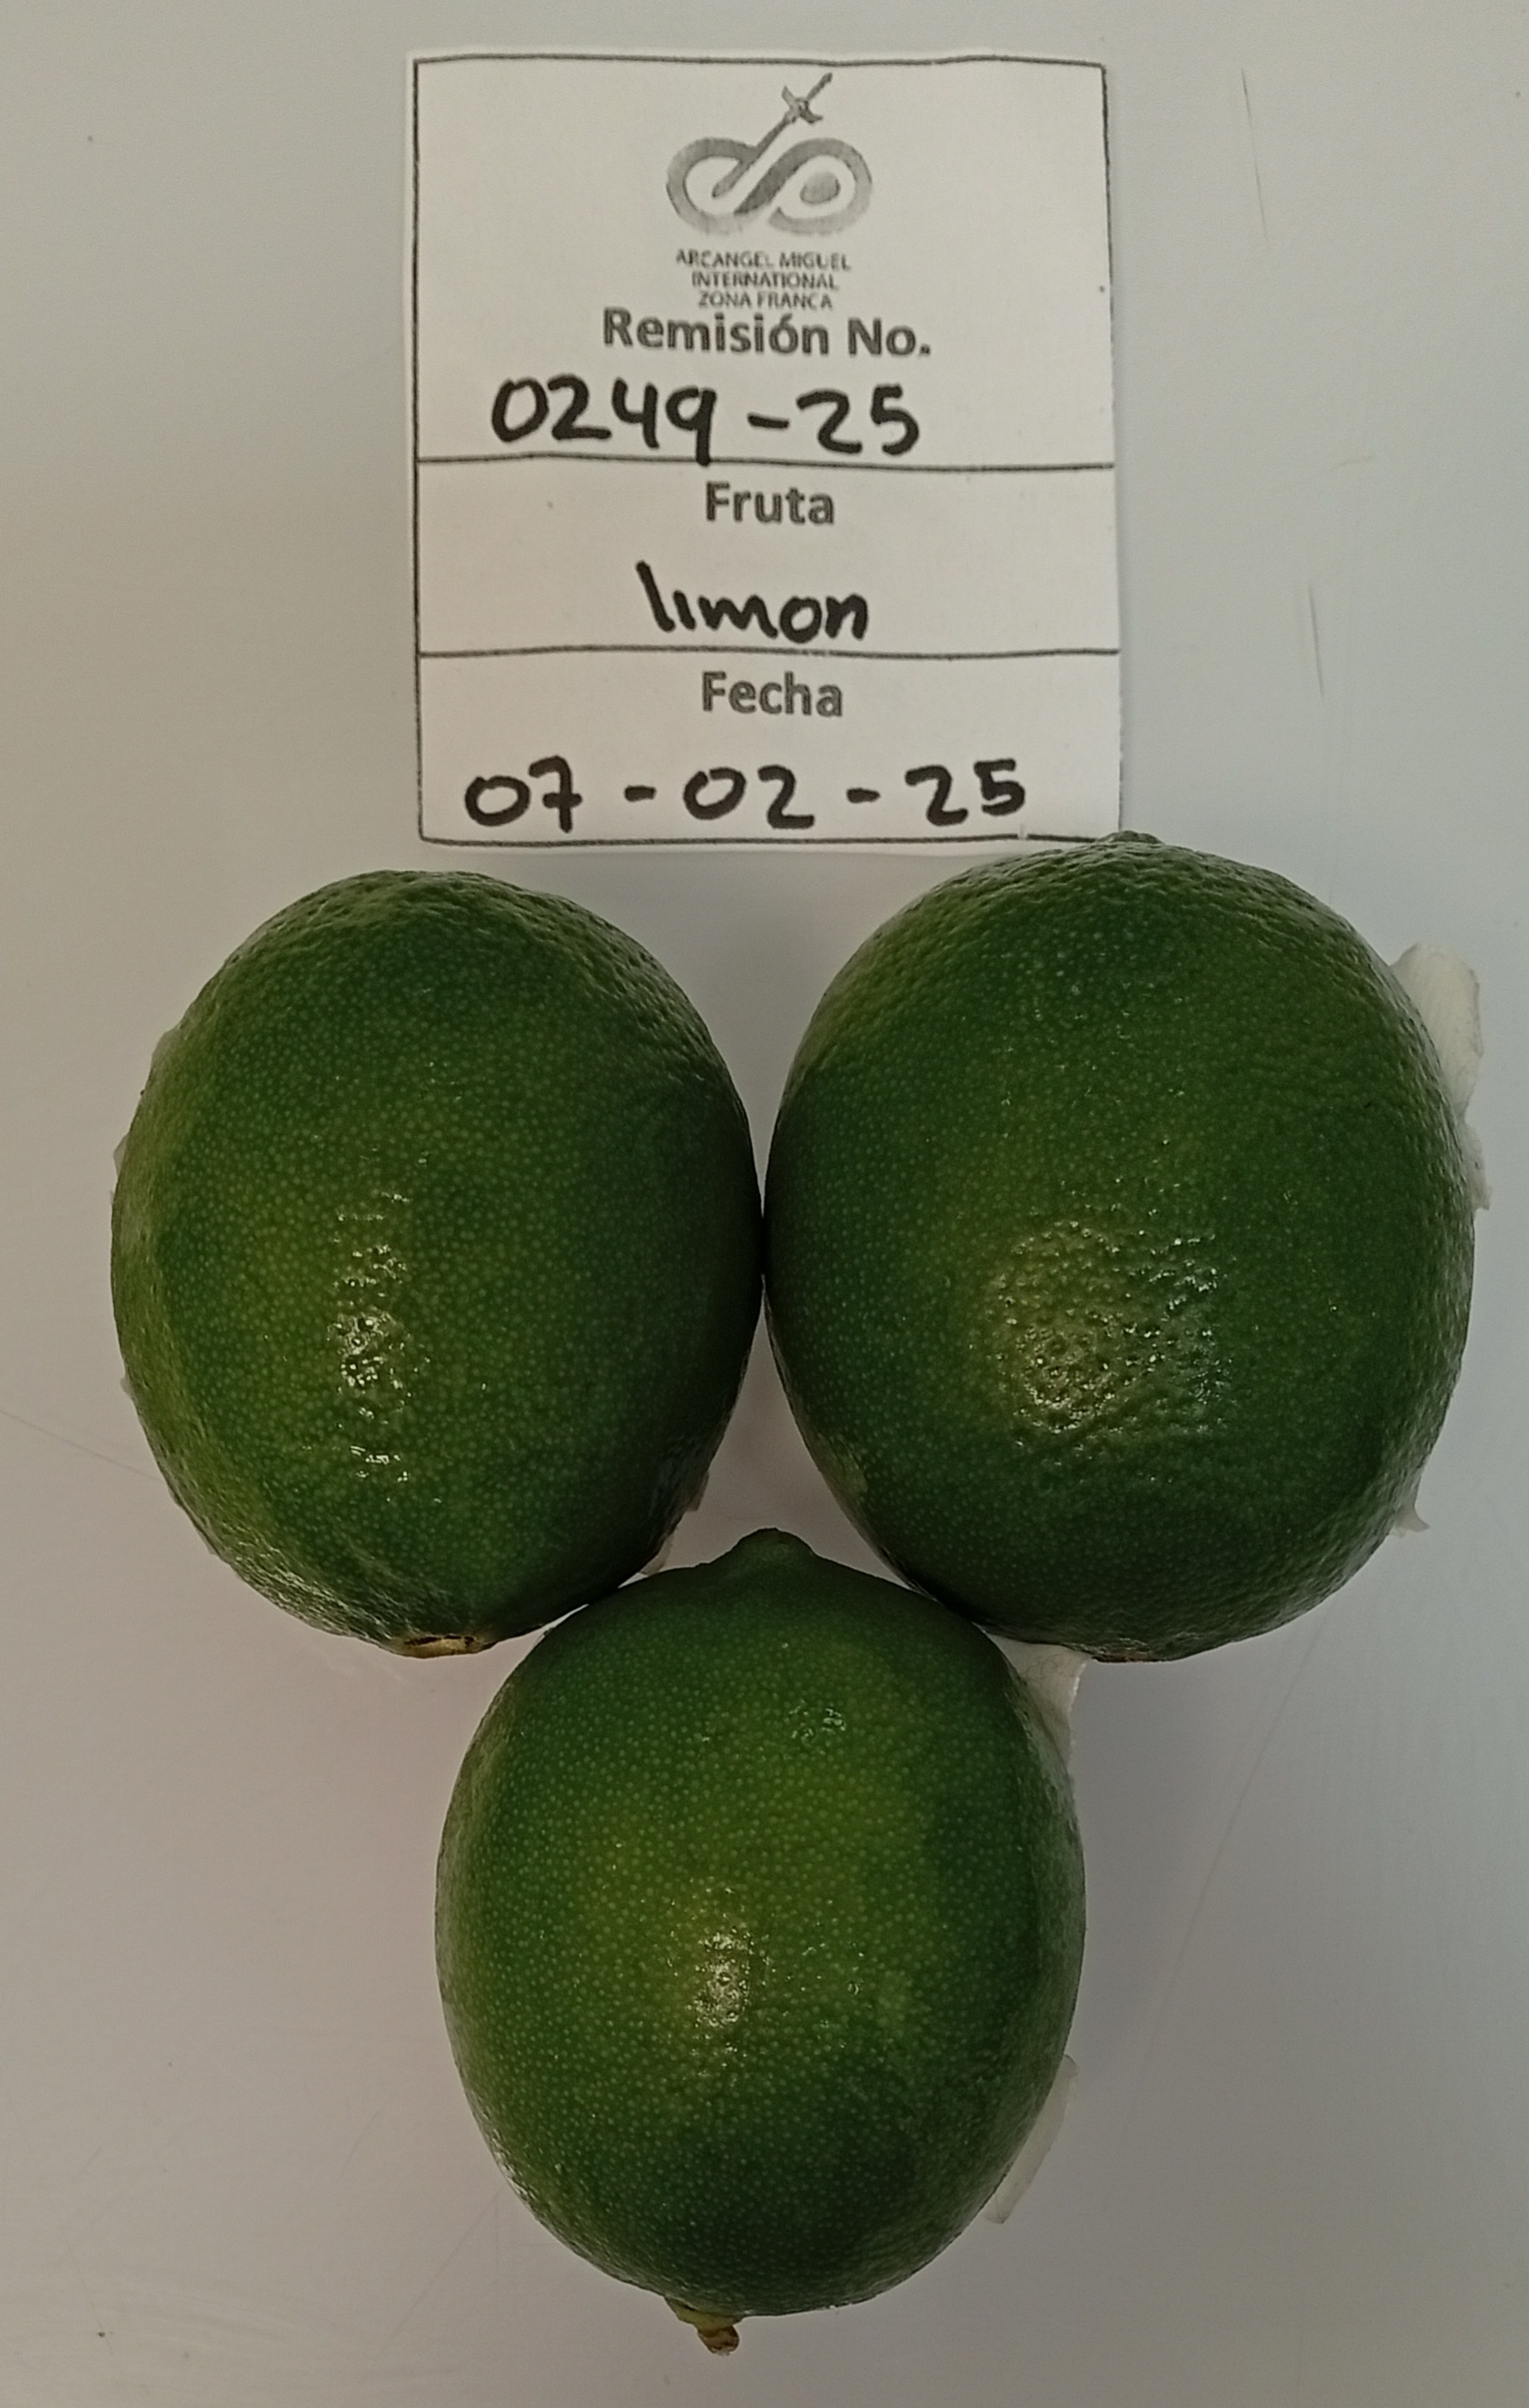 ARCANGEL MIGUEL
INTERNATIONAL
ZONA FRANCA
Remisión No.
0249-25
Fruta
limon
Fecha
07-02-25